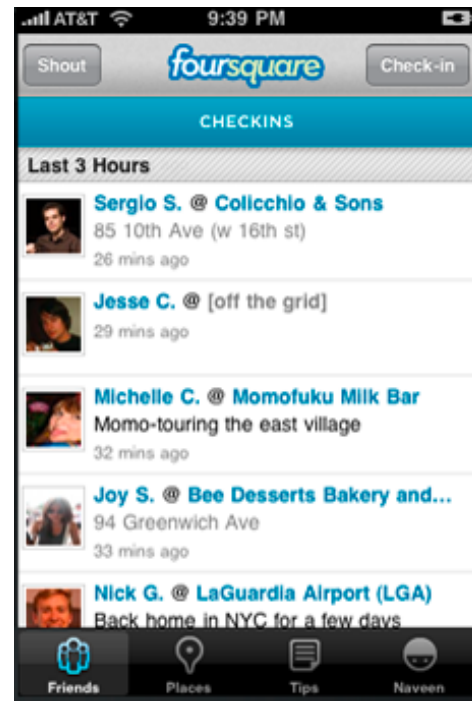 AT&T 9:39 PM
Shout foursquare Check-in
CHECKINS
Last 3 Hours
Sergio S. @ Colicchio & Sons
85 10th Ave (w 16th st)
26 mins ago
Jesse C. @ [off the grid]
29 mins ago
Michelle C. @ Momofuku Milk Bar
Momo-touring the east village
32 mins ago
Joy S. @ Bee Desserts Bakery and...
94 Greenwich Ave
33 mins ago
Nick G. @ LaGuardia Airport (LGA)
Back home in NYC for a few days
Friends Places Tips Naveen